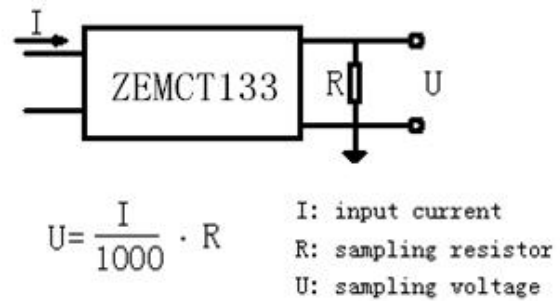 I
ZEMCT133
R
U
U= I/1000 · R
I: input current
R: sampling resistor
U: sampling voltage